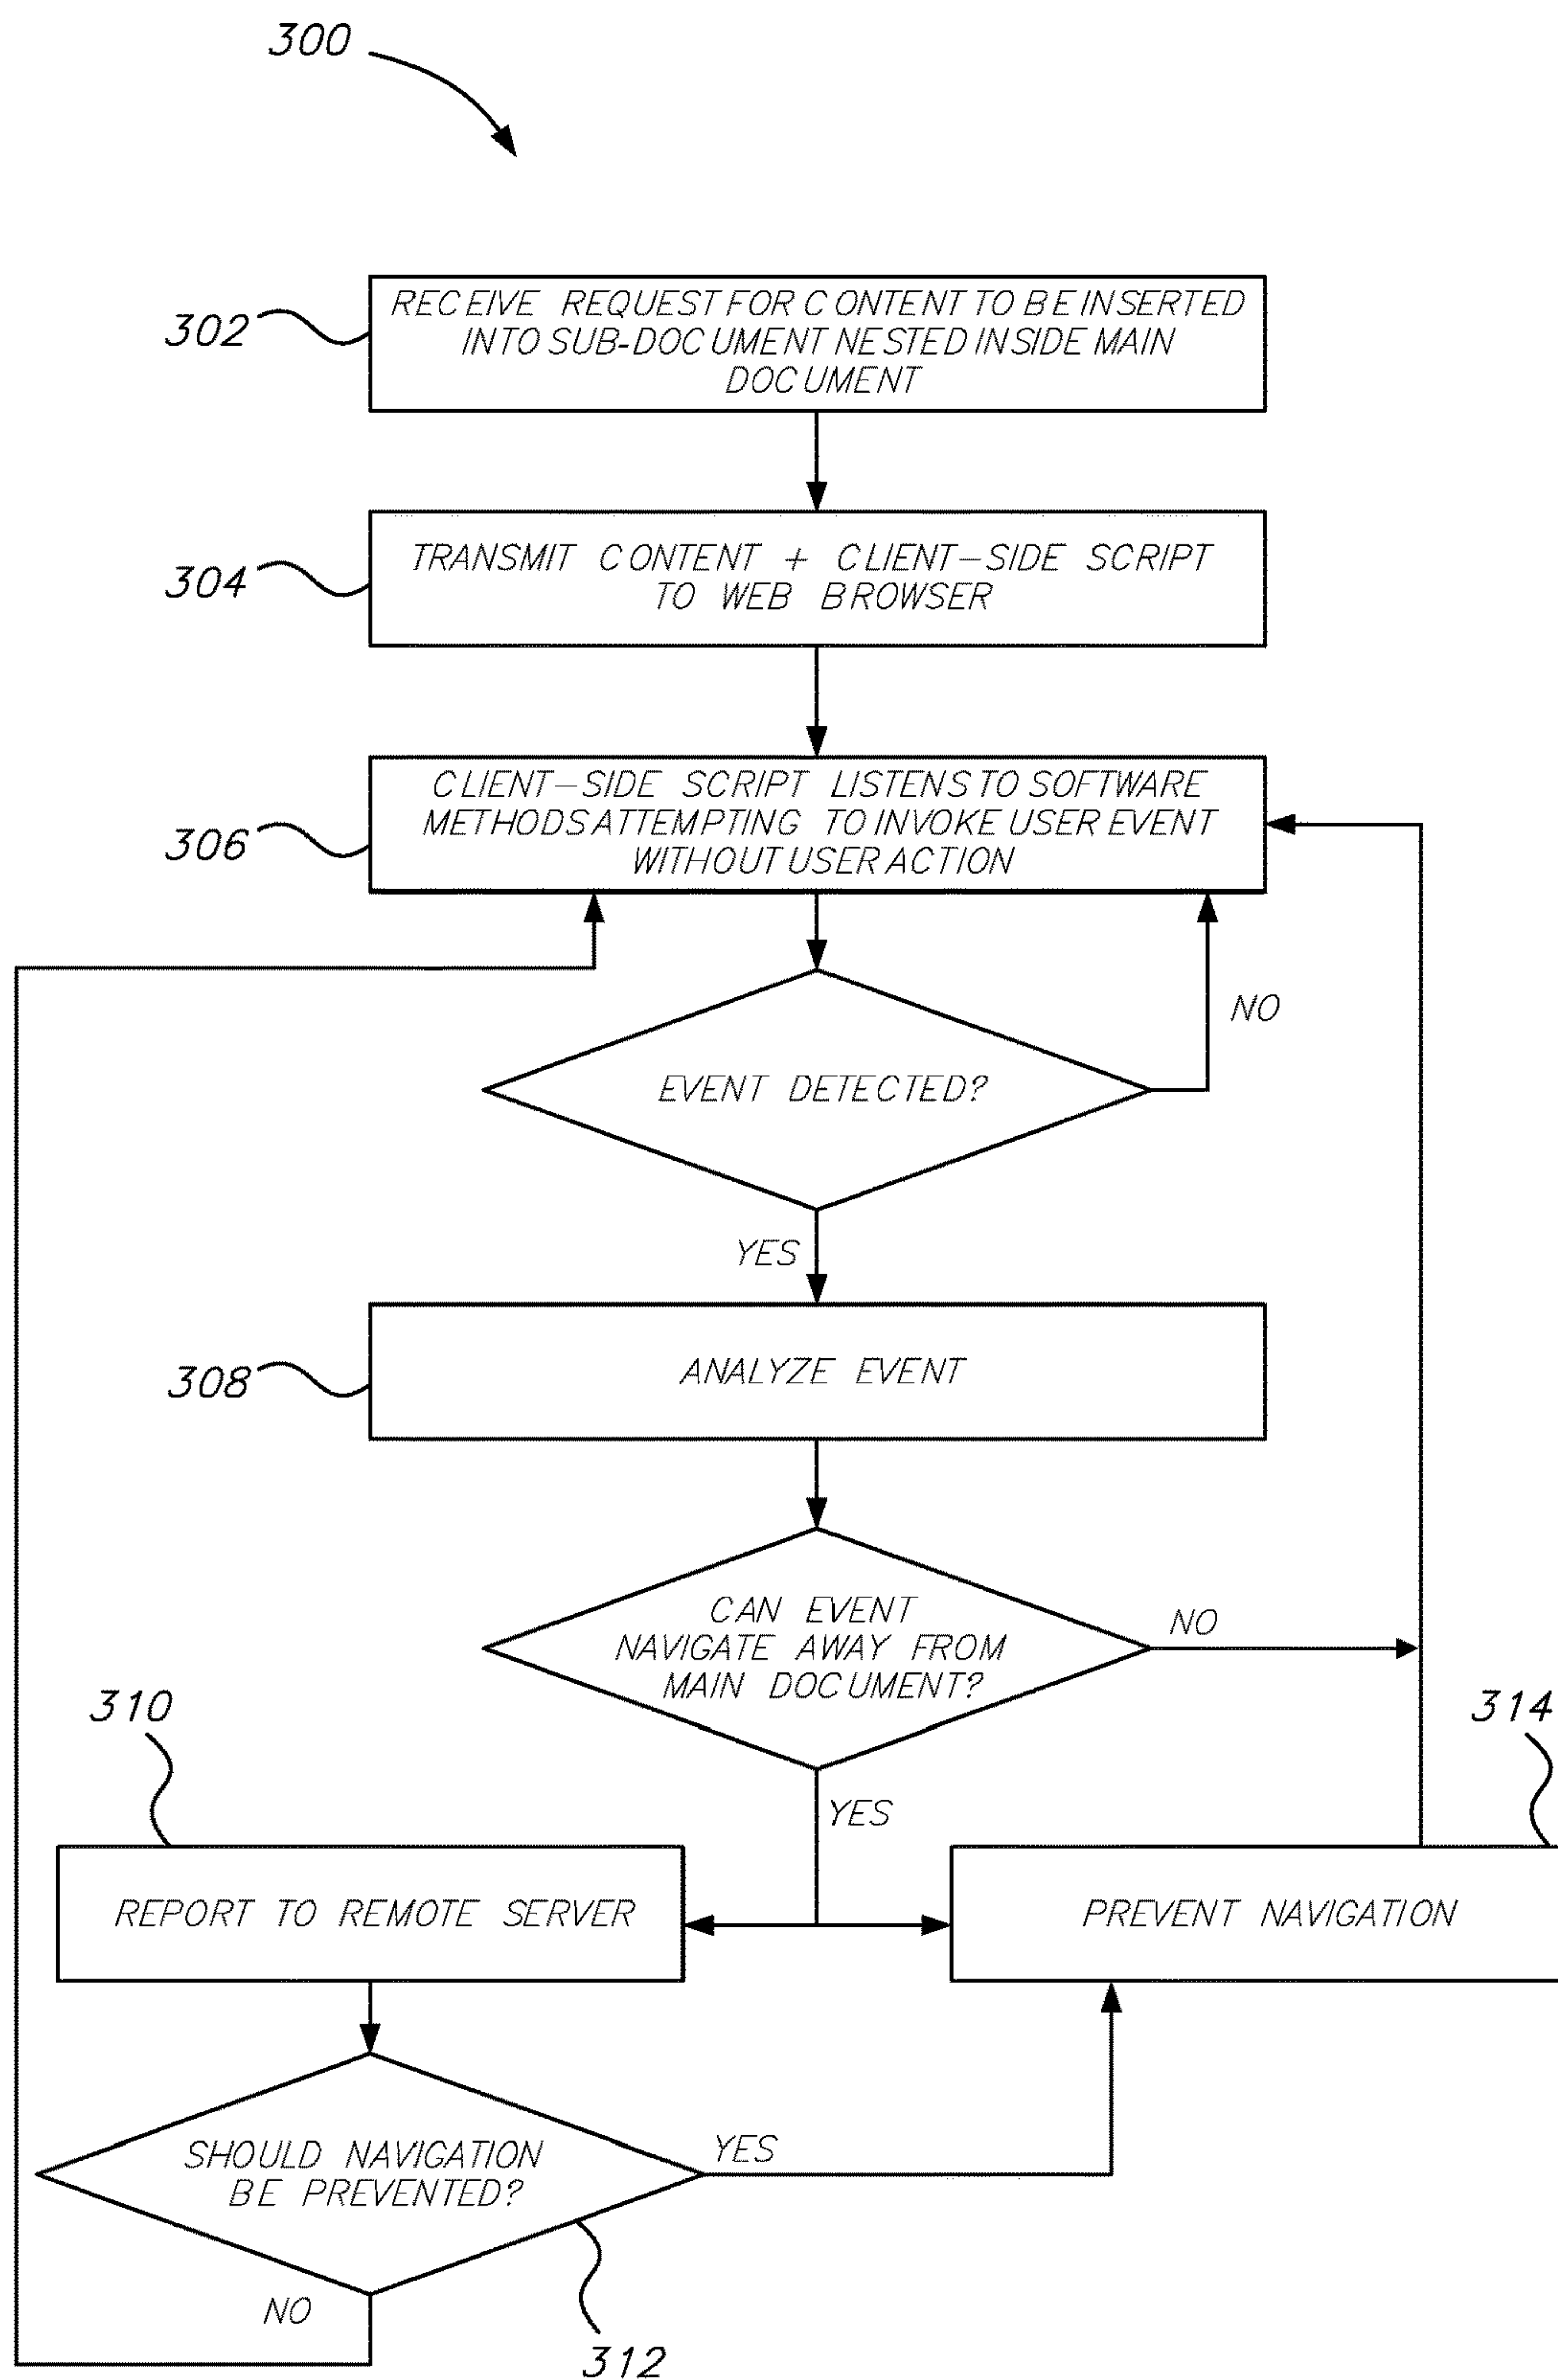 300
302
RECEIVE REQUEST FOR CONTENT TO BE INSERTED
INTO SUB-DOCUMENT NESTED INSIDE MAIN
DOCUMENT
304
TRANSMIT CONTENT + CLIENT-SIDE SCRIPT
TO WEB BROWSER
306
CLIENT-SIDE SCRIPT LISTENS TO SOFTWARE
METHODS ATTEMPTING TO INVOKE USER EVENT
WITHOUT USER ACTION
NO
EVENT DETECTED?
YES
308
ANALYZE EVENT
CAN EVENT
NAVIGATE AWAY FROM
MAIN DOCUMENT?
NO
310
314
YES
REPORT TO REMOTE SERVER
PREVENT NAVIGATION
SHOULD NAVIGATION
BE PREVENTED?
YES
NO
312